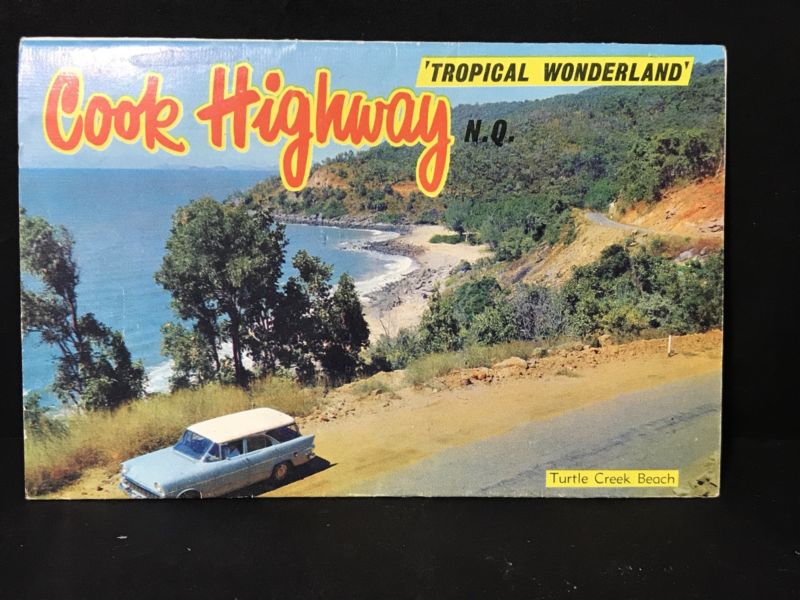 'TROPICAL WONDERLAND'
Cook Highway N.Q.
Turtle Creek Beach